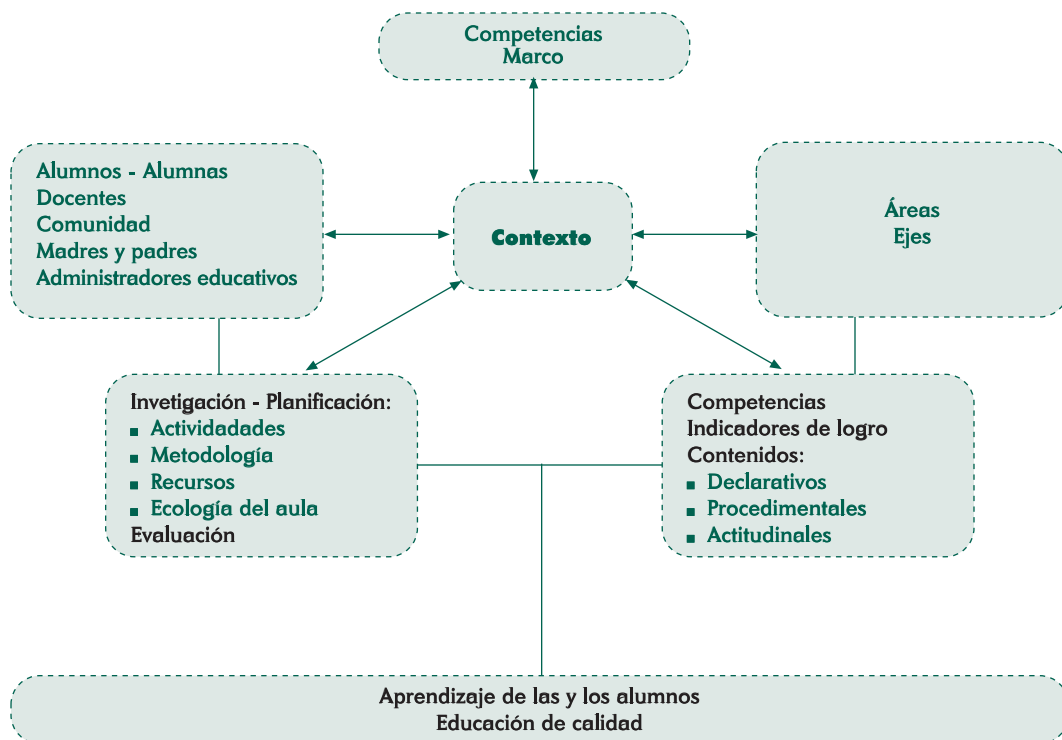 Competencias
Marco
Alumnos - Alumnas
Docentes
Comunidad
Madres y padres
Administradores educativos
Contexto
Áreas
Ejes
Invetigación - Planificación:
▪ Activiadades
▪ Metodología
▪ Recursos
▪ Ecología del aula
Evaluación
Competencias
Indicadores de logro
Contenidos:
▪ Declarativos
▪ Procedimentales
▪ Actitudinales
Aprendizaje de las y los alumnos
Educación de calidad